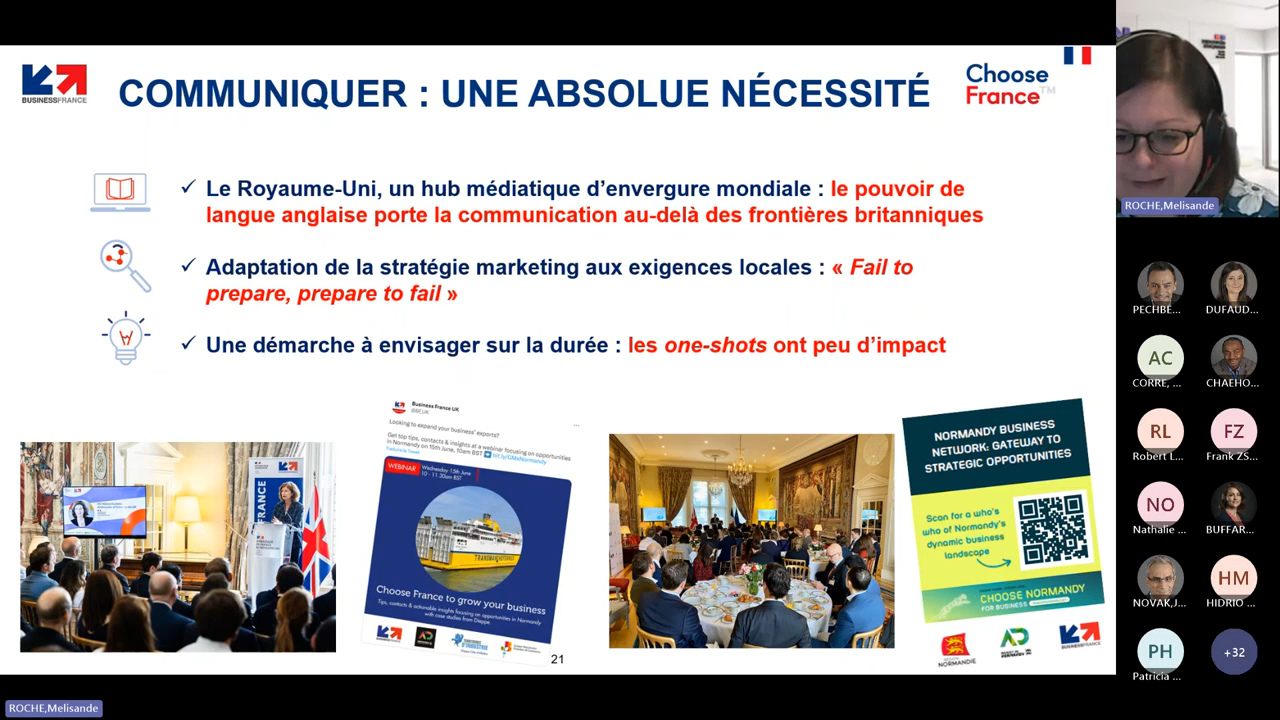 BUSINESSFRANCE
COMMUNIQUER : UNE ABSOLUE NÉCESSITÉ
Choose
France™
Le Royaume-Uni, un hub médiatique d’envergure mondiale : le pouvoir de
langue anglaise porte la communication au-delà des frontières britanniques
Adaptation de la stratégie marketing aux exigences locales : « Fail to
prepare, prepare to fail »
Une démarche à envisager sur la durée : les one-shots ont peu d’impact
FRANCE
Business France UK
Looking to expand your business' exports?
Get top tips, contacts & insights at a webinar focusing on opportunities
in Normandy on 15th June, 10am BST
WEBINAR
Wednesday 15th June
10 - 11.30am BST
Choose France to grow your business
Tips, contacts & actionable insights focusing on opportunities in Normandy
with case studies from Dieppe
21
NORMANDY BUSINESS
NETWORK: GATEWAY TO
STRATEGIC OPPORTUNITIES
Scan for a who's
who of Normandy's
dynamic business
landscape
CHOOSE NORMANDY
FOR BUSINESS
NORMANDIE
AD
BUSINESSFRANCE
ROCHE,Melisande
PECHBE...
DUFAUD...
AC
CORRE, ...
CHAEHO...
RL
Robert L...
FZ
Frank ZS...
NO
Nathalie ...
BUFFAR...
NOVAK,J...
HM
HIDRIO ...
PH
Patricia ...
+32
ROCHE,Melisande